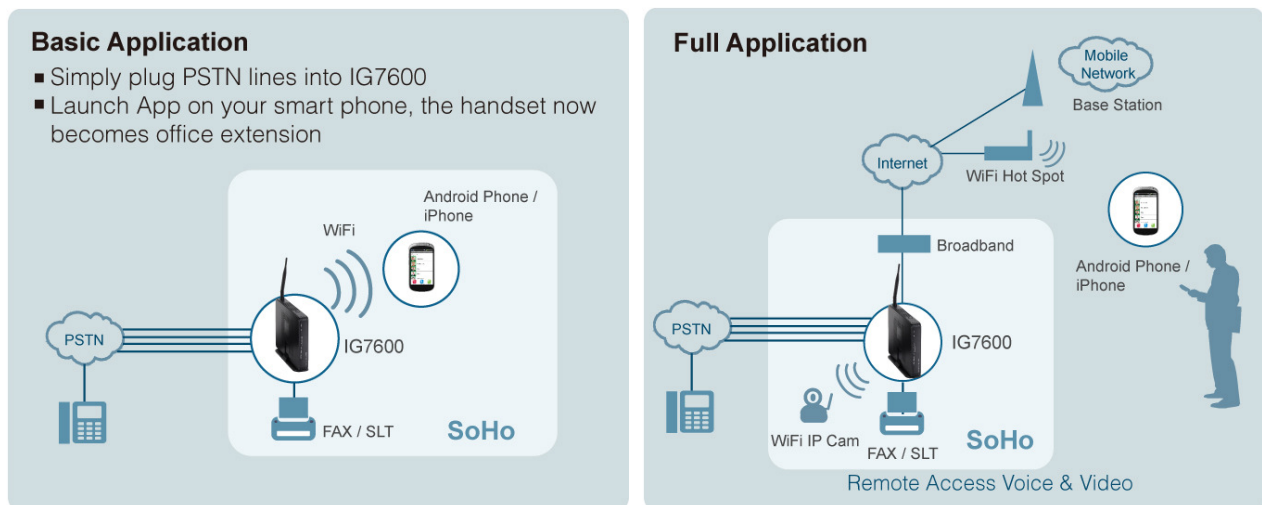 Basic Application
■ Simply plug PSTN lines into IG7600
■ Launch App on your smart phone, the handset now
becomes office extension
Android Phone /
iPhone
WiFi
PSTN
IG7600
FAX / SLT
SoHo
Full Application
Mobile
Network
Base Station
Internet
WiFi Hot Spot
Broadband
Android Phone /
iPhone
PSTN
IG7600
WiFi IP Cam
FAX / SLT
SoHo
Remote Access Voice & Video